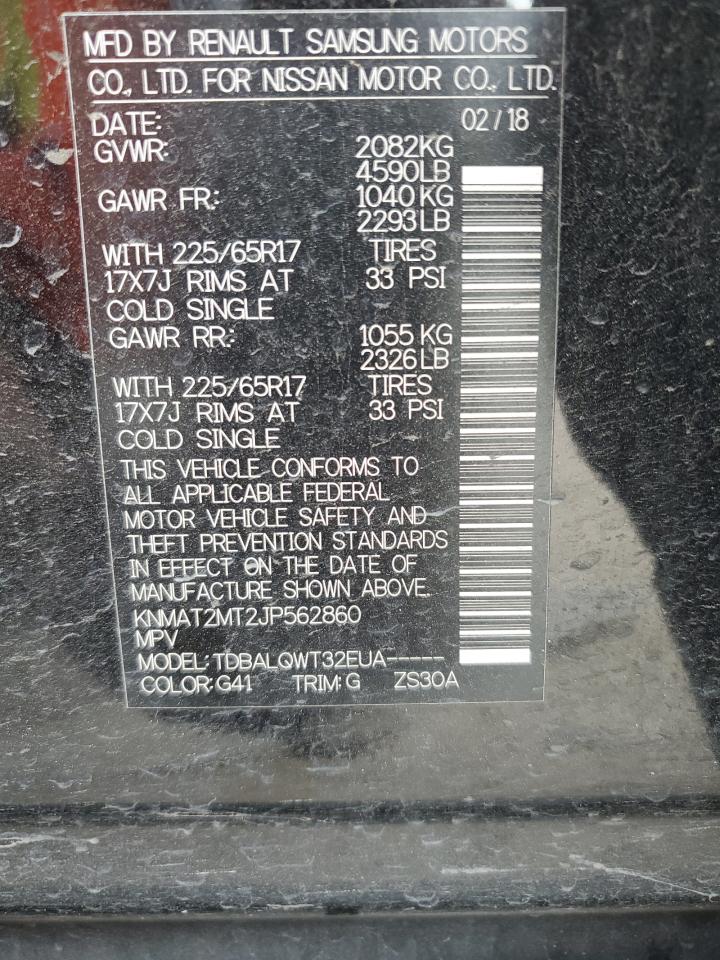 MFD BY RENAULT SAMSUNG MOTORS
CO., LTD. FOR NISSAN MOTOR CO., LTD.
DATE: 02/18
GVWR: 2082KG
4590LB
GAWR FR: 1040KG
2293LB
WITH 225/65R17 TIRES
17X7J RIMS AT 33 PSI
COLD SINGLE
GAWR RR: 1055KG
2326LB
WITH 225/65R17 TIRES
17X7J RIMS AT 33 PSI
COLD SINGLE
THIS VEHICLE CONFORMS TO
ALL APPLICABLE FEDERAL
MOTOR VEHICLE SAFETY AND
THEFT PREVENTION STANDARDS
IN EFFECT ON THE DATE OF
MANUFACTURE SHOWN ABOVE.
KNMAT2MT2JP562860
MPV
MODEL:TDBALQWT32EUA-----
COLOR:G41 TRIM:G ZS30A